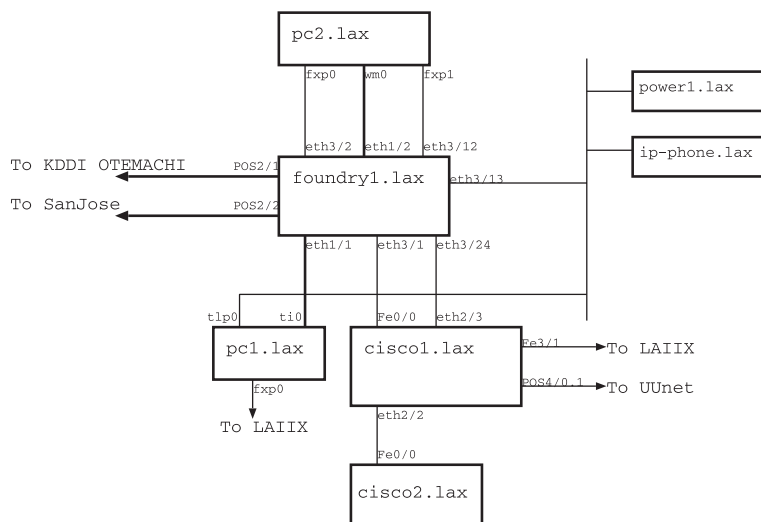 pc2.lax
fxp0
wm0
fxp1
power1.lax
eth3/2
eth1/2
eth3/12
ip-phone.lax
To KDDI OTEMACHI
POS2/1
foundry1.lax
eth3/13
To SanJose
POS2/2
eth1/1
eth3/1
eth3/24
tlp0
ti0
Fe0/0
eth2/3
pc1.lax
cisco1.lax
Fe3/1
To LAIIX
fxp0
POS4/0.1
To UUnet
To LAIIX
eth2/2
Fe0/0
cisco2.lax